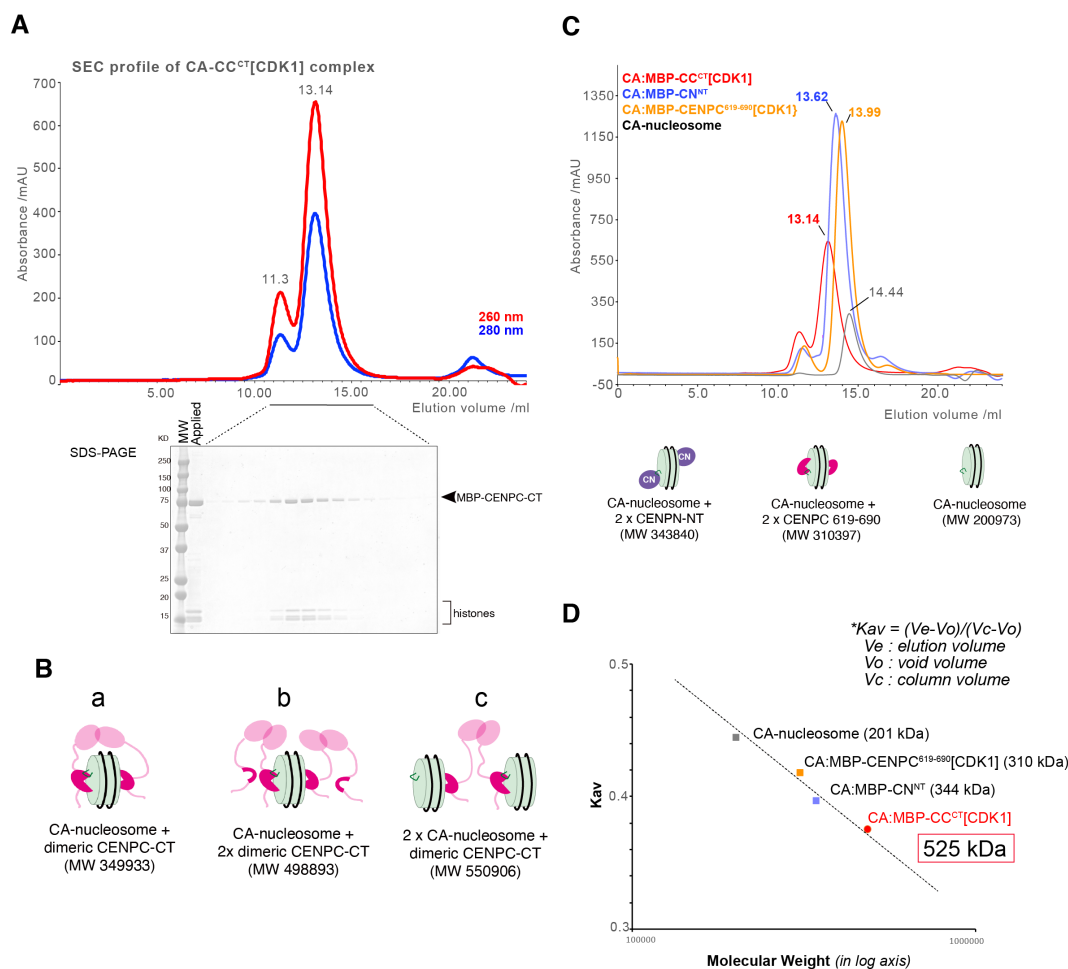 A
SEC profile of CA-CC^CT[CDK1] complex
Absorbance /mAU
700
600
500
400
300
200
100
0
13.14
11.3
260 nm
280 nm
5.00
10.00
15.00
20.00
Elution volume /ml
SDS-PAGE
KD
MW
Applied
250
150
100
75
50
37
25
20
15
MBP-CENPC-CT
histones
B
a
b
c
CA-nucleosome +
dimeric CENPC-CT
(MW 349933)
CA-nucleosome +
2x dimeric CENPC-CT
(MW 498893)
2 x CA-nucleosome +
dimeric CENPC-CT
(MW 550906)
C
CA:MBP-CC^CT[CDK1]
CA:MBP-CN^NT
CA:MBP-CENPC^619-690[CDK1}
CA-nucleosome
Absorbance /mAU
1350
1150
950
750
550
350
150
-50
13.62
13.99
13.14
14.44
0
5.00
10.0
15.0
20.0
Elution volume /ml
CN
CN
CA-nucleosome +
2 x CENPN-NT
(MW 343840)
CA-nucleosome +
2 x CENPC 619-690
(MW 310397)
CA-nucleosome
(MW 200973)
D
*Kav = (Ve-Vo)/(Vc-Vo)
Ve : elution volume
Vo : void volume
Vc : column volume
Kav
0.5
0.4
0.3
CA-nucleosome (201 kDa)
CA:MBP-CENPC^619-690[CDK1] (310 kDa)
CA:MBP-CN^NT (344 kDa)
CA:MBP-CC^CT[CDK1]
525 kDa
100000
1000000
Molecular Weight (in log axis)